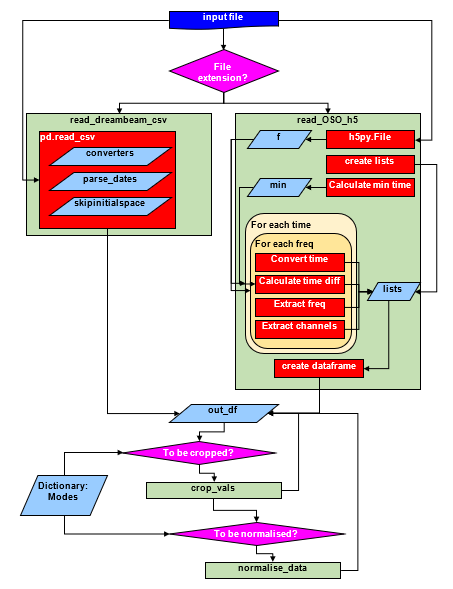 input file
File
extension?
read_dreambeam_csv
read_OSO_h5
pd.read_csv
converters
parse_dates
skipinitialspace
f
h5py.File
create lists
min
Calculate min time
For each time
For each freq
Convert time
Calculate time diff
Extract freq
Extract channels
lists
create dataframe
out_df
To be cropped?
crop_vals
Dictionary:
Modes
To be normalised?
normalise_data